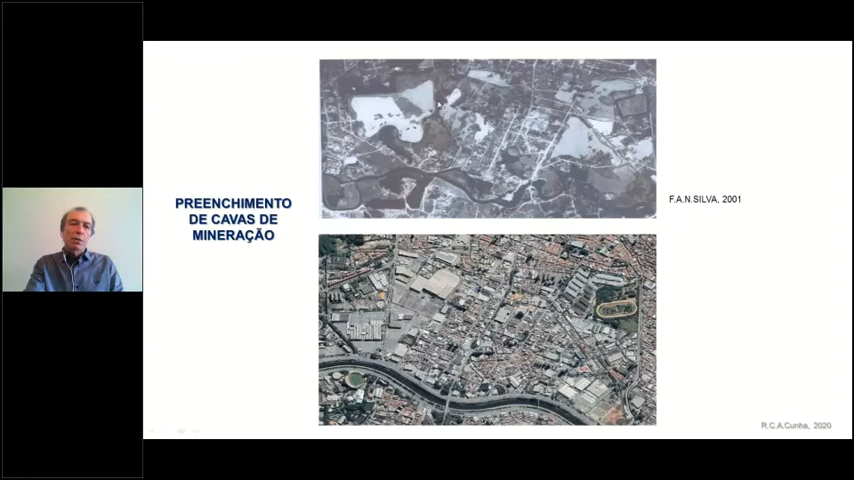 PREENCHIMENTO
DE CAVAS DE
MINERAÇÃO
F.A.N.SILVA, 2001
R.C.A.Cunha, 2020